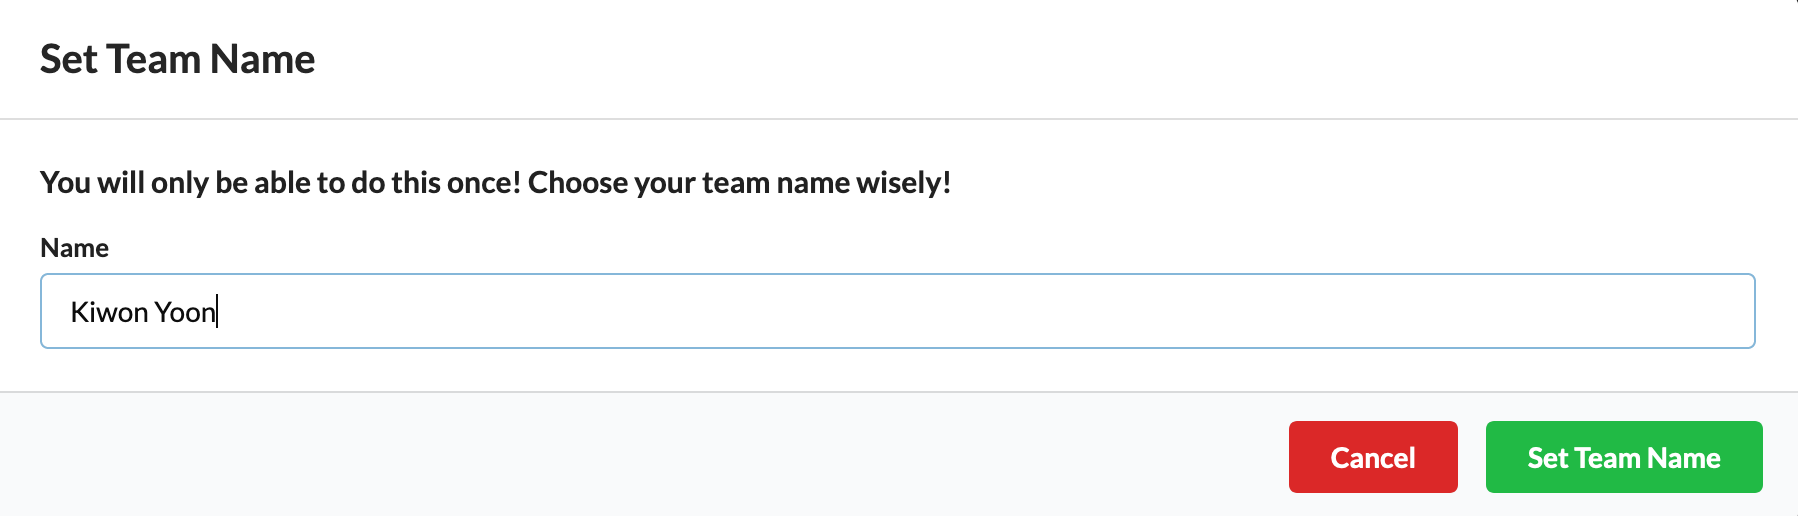 Set Team Name
You will only be able to do this once! Choose your team name wisely!
Name
Kiwon Yoon
Cancel
Set Team Name